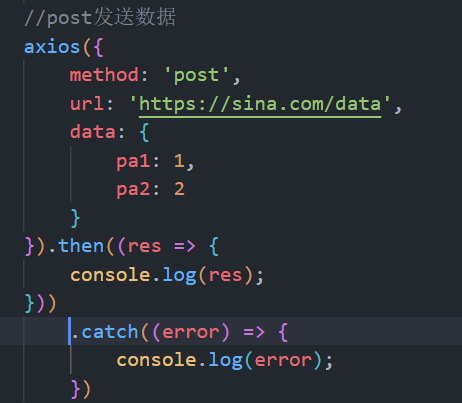 //post发送数据
axios({
    method: 'post',
    url: 'https://sina.com/data',
    data: {
        pa1: 1,
        pa2: 2
    }
}).then((res => {
    console.log(res);
}))
    .catch((error) => {
        console.log(error);
    })